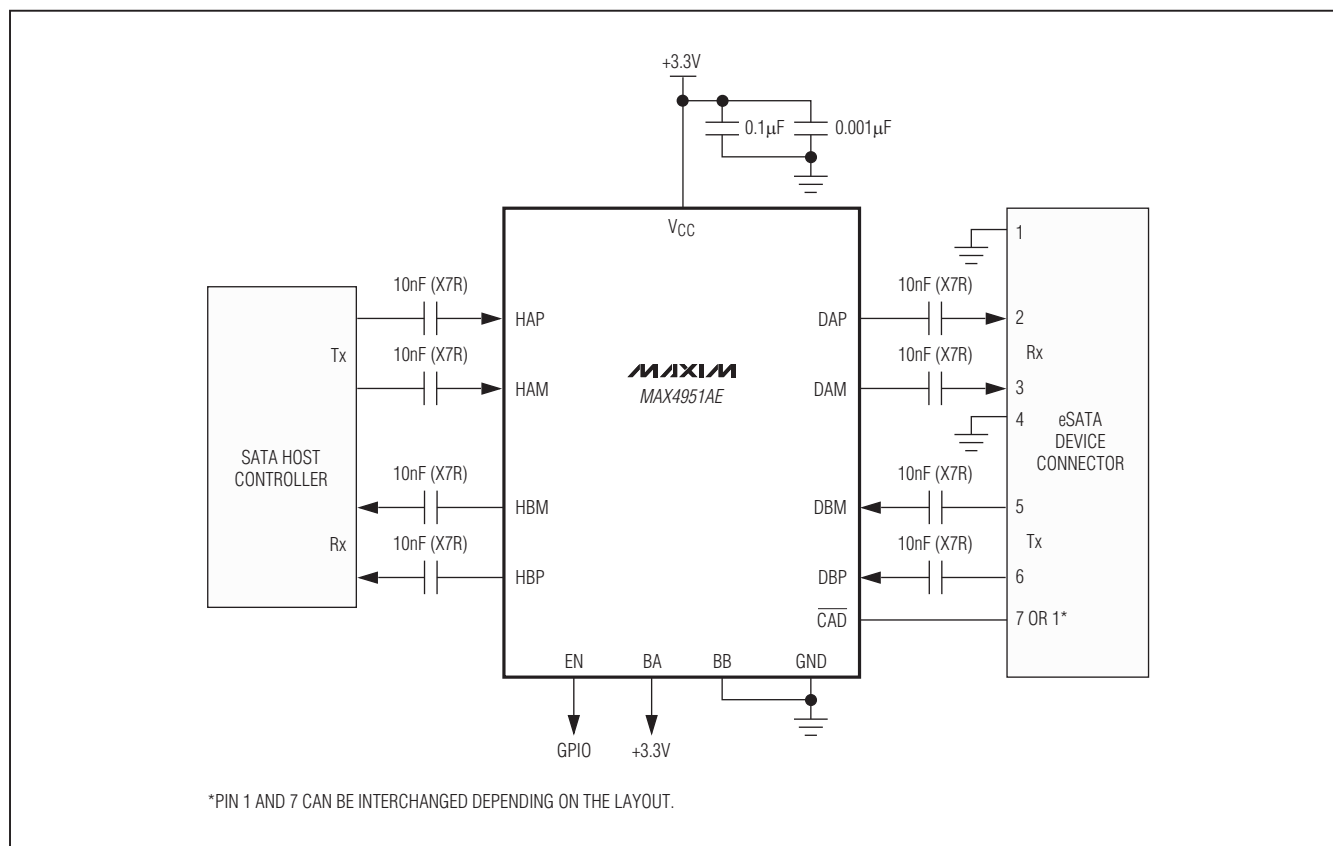 +3.3V
0.1μF
0.001μF
VCC
1
10nF (X7R)
10nF (X7R)
HAP
DAP
2
Tx
10nF (X7R)
MAXIM
10nF (X7R)
Rx
HAM
MAX4951AE
DAM
3
4
SATA HOST
CONTROLLER
eSATA
DEVICE
CONNECTOR
10nF (X7R)
10nF (X7R)
HBM
DBM
5
Rx
10nF (X7R)
10nF (X7R)
Tx
HBP
DBP
6
CAD
7 OR 1*
EN
BA
BB
GND
GPIO
+3.3V
*PIN 1 AND 7 CAN BE INTERCHANGED DEPENDING ON THE LAYOUT.